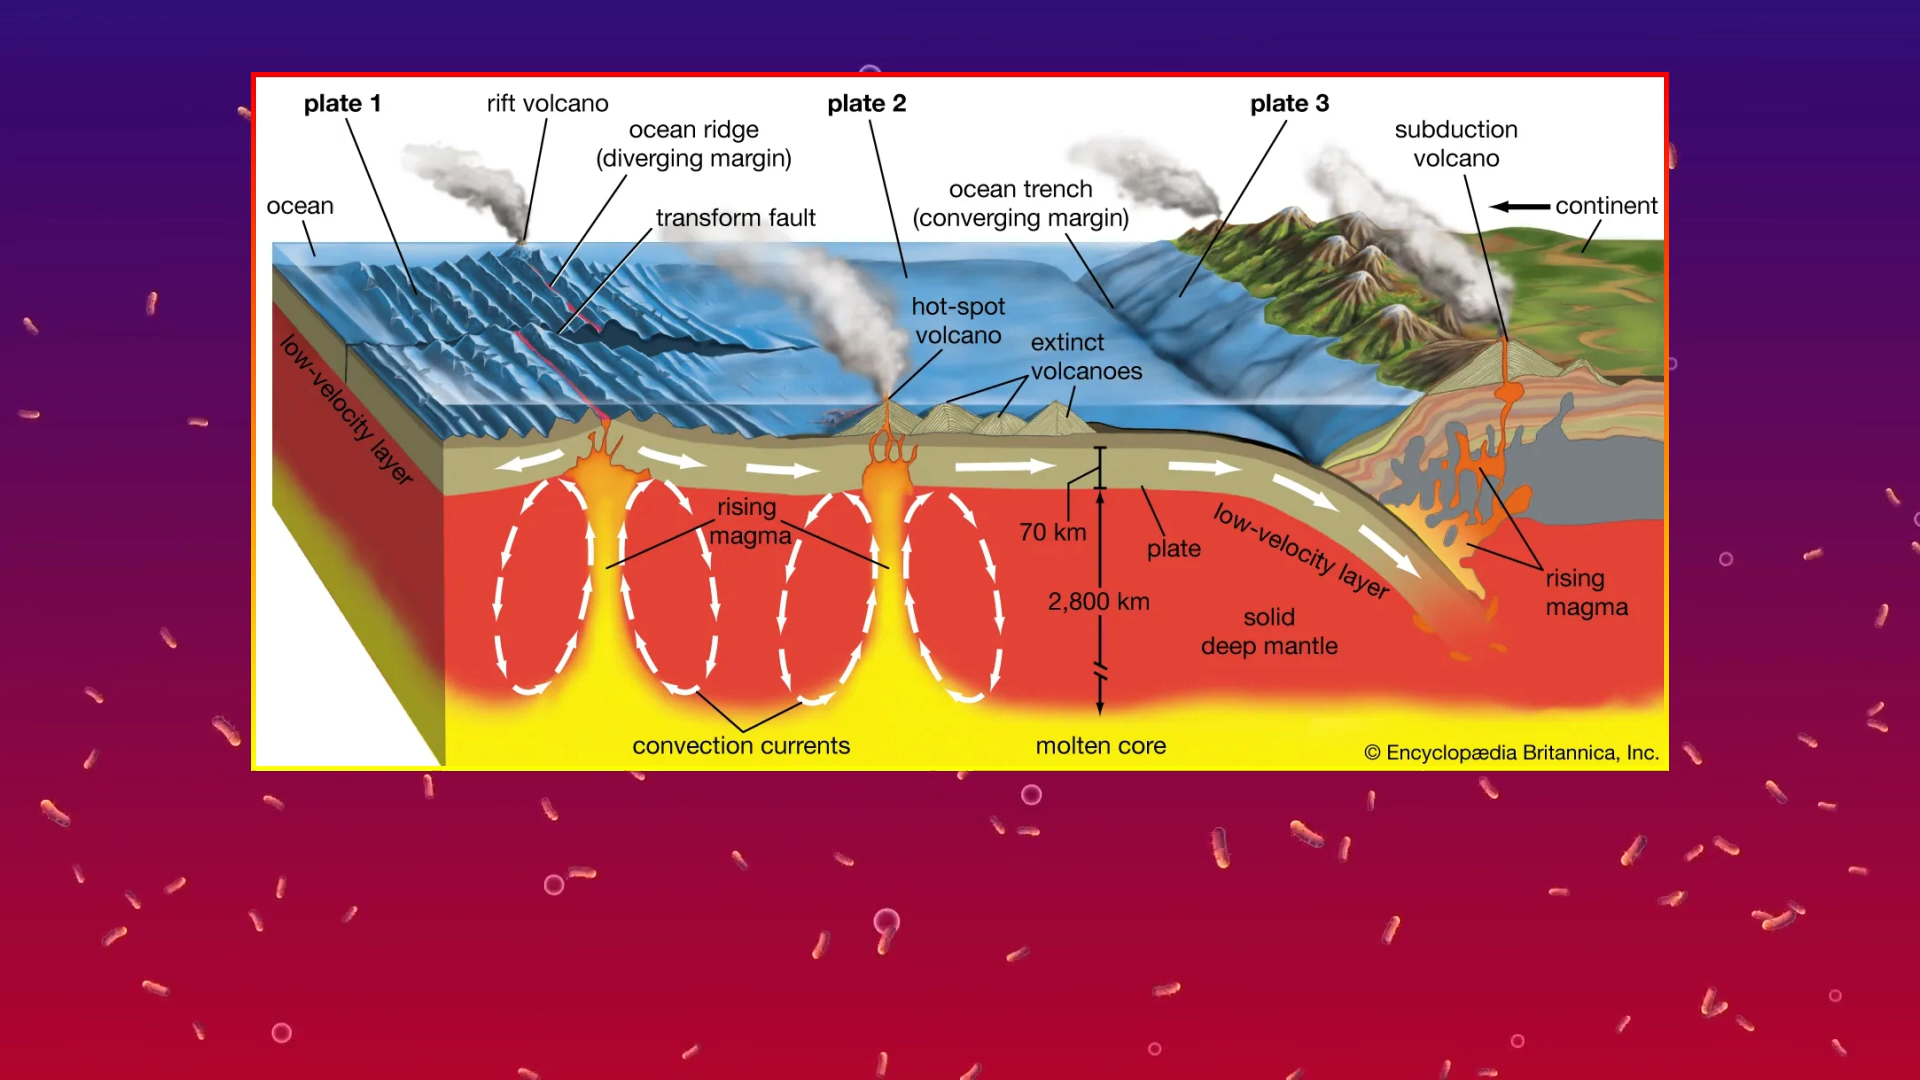 plate 1
rift volcano
plate 2
plate 3
ocean ridge
(diverging margin)
subduction
volcano
ocean trench
(converging margin)
ocean
transform fault
continent
hot-spot
volcano
extinct
volcanoes
low-velocity layer
rising
magma
70 km
plate
low-velocity layer
2,800 km
solid
deep mantle
rising
magma
convection currents
molten core
© Encyclopædia Britannica, Inc.